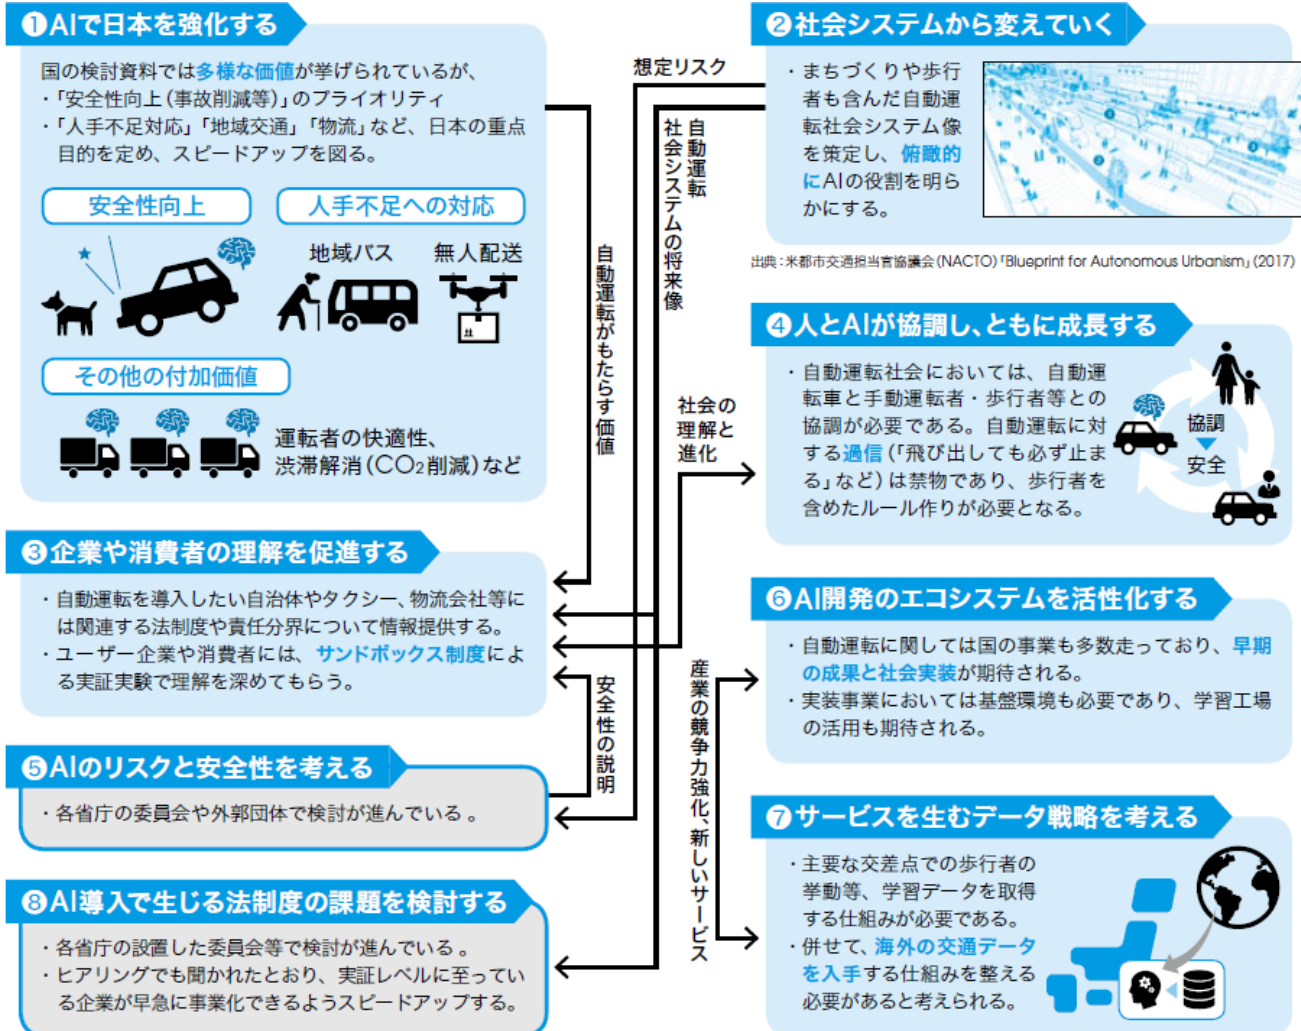 ❶AIで日本を強化する
国の検討資料では多様な価値が挙げられているが、
・「安全性向上(事故削減等)」のプライオリティ
・「人手不足対応」「地域交通」「物流」など、日本の重点
目的を定め、スピードアップを図る。
安全性向上
人手不足への対応
地域バス
無人配送
その他の付加価値
運転者の快適性、
渋滞解消(CO₂削減)など
❷社会システムから変えていく
・まちづくりや歩行
者も含んだ自動運
転社会システム像
を策定し、俯瞰的
にAIの役割を明ら
かにする。
出典:米都市交通担当官協議会(NACTO)「Blueprint for Autonomous Urbanism」(2017)
想定リスク
自動運転
社会システムの将来像
自動運転がもたらす価値
❸企業や消費者の理解を促進する
・自動運転を導入したい自治体やタクシー、物流会社等に
は関連する法制度や責任分界について情報提供する。
・ユーザー企業や消費者には、サンドボックス制度によ
る実証実験で理解を深めてもらう。
社会の
理解と
進化
❹人とAIが協調し、ともに成長する
・自動運転社会においては、自動運
転車と手動運転者・歩行者等との
協調が必要である。自動運転に対
する過信(「飛び出しても必ず止ま
る」など)は禁物であり、歩行者を
含めたルール作りが必要となる。
協調
安全
❺AIのリスクと安全性を考える
・各省庁の委員会や外郭団体で検討が進んでいる。
安全性の説明
❻AI開発のエコシステムを活性化する
・自動運転に関しては国の事業も多数走っており、早期
の成果と社会実装が期待される。
・実装事業においては基盤環境も必要であり、学習工場
の活用も期待される。
産業の競争力強化、新しいサービス
❼サービスを生むデータ戦略を考える
・主要な交差点での歩行者の
挙動等、学習データを取得
する仕組みが必要である。
・併せて、海外の交通データ
を入手する仕組みを整える
必要があると考えられる。
❽AI導入で生じる法制度の課題を検討する
・各省庁の設置した委員会等で検討が進んでいる。
・ヒアリングでも聞かれたとおり、実証レベルに至ってい
る企業が早急に事業化できるようスピードアップする。